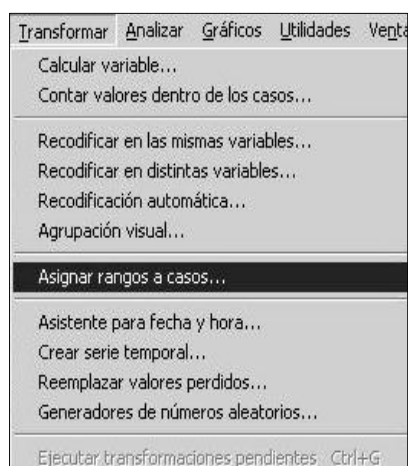 Transformar Analizar Gráficos Utilidades
Calcular variable...
Contar valores dentro de los casos...
Recodificar en las mismas variables...
Recodificar en distintas variables...
Recodificación automática...
Agrupación visual...
Asignar rangos a casos...
Asistente para fecha y hora...
Crear serie temporal...
Reemplazar valores perdidos...
Generadores de números aleatorios...
Ejecutar transformaciones pendientes Ctrl+G